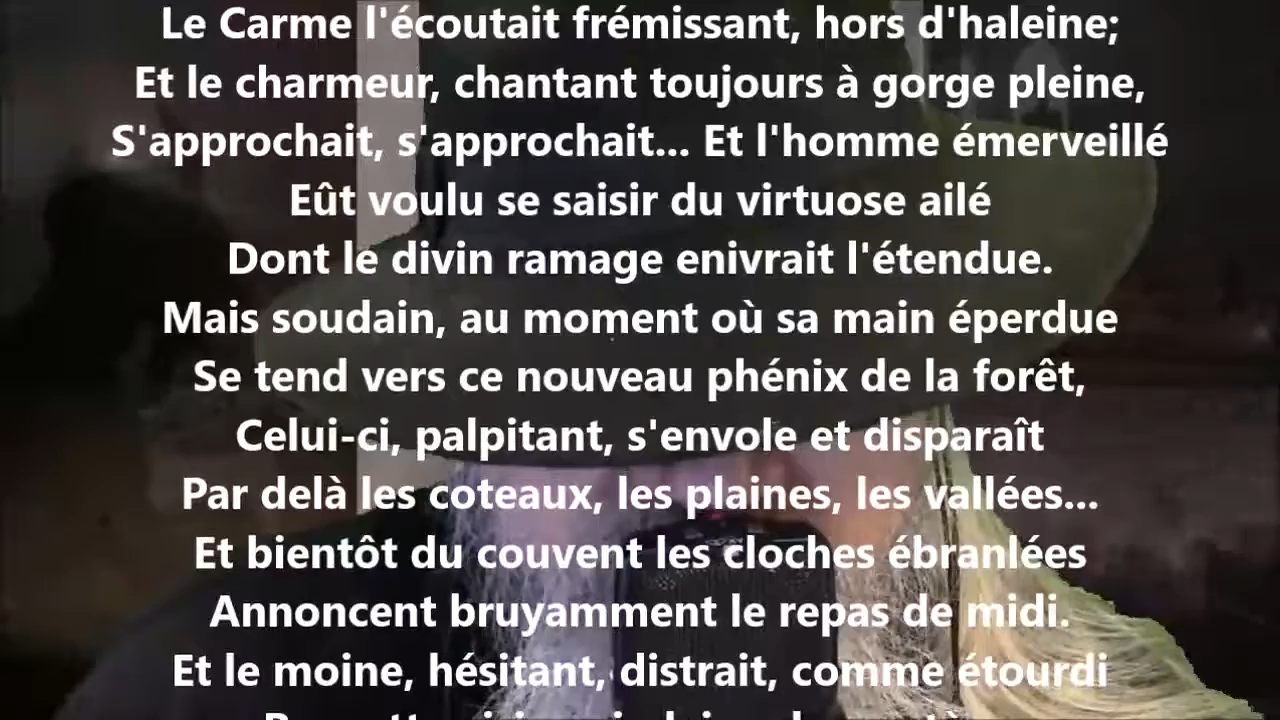 Le Carme l'écoutait frémissant, hors d'haleine;
Et le charmeur, chantant toujours à gorge pleine,
S'approchait, s'approchait... Et l'homme émerveillé
Eût voulu se saisir du virtuose ailé
Dont le divin ramage enivrait l'étendue.
Mais soudain, au moment où sa main éperdue
Se tend vers ce nouveau phénix de la forêt,
Celui-ci, palpitant, s'envole et disparaît
Par delà les coteaux, les plaines, les vallées...
Et bientôt du couvent les cloches ébranlées
Annoncent bruyamment le repas de midi.
Et le moine, hésitant, distrait, comme étourdi